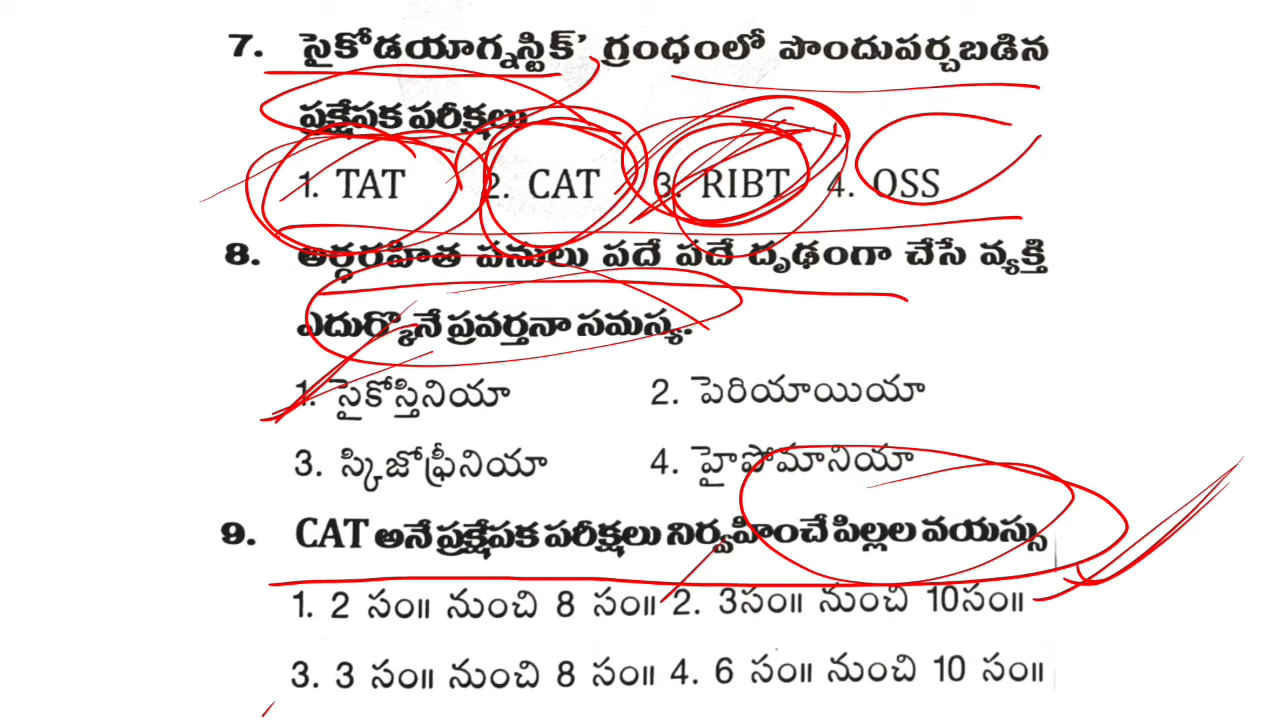 7. సైకోడయాగ్నస్టిక్' గ్రంధంలో పొందుపర్చబడిన
ప్రక్షేపక పరీక్షలు
1. TAT 2. CAT 3. RIBT 4. OSS
8. అర్ధరహిత పనులు పదే పదే దృఢంగా చేసే వ్యక్తి
ఎదుర్కొనే ప్రవర్తనా సమస్య.
1. సైకోస్తినియా 2. పెరియాయియా
3. స్కిజోఫ్రీనియా 4. హైపోమానియా
9. CAT అనే ప్రక్షేపక పరీక్షలు నిర్వహించే పిల్లల వయస్సు
1. 2 సం॥ నుంచి 8 సం॥ 2. 3సం॥ నుంచి 10సం॥
3. 3 సం॥ నుంచి 8 సం॥ 4. 6 సం॥ నుంచి 10 సం॥